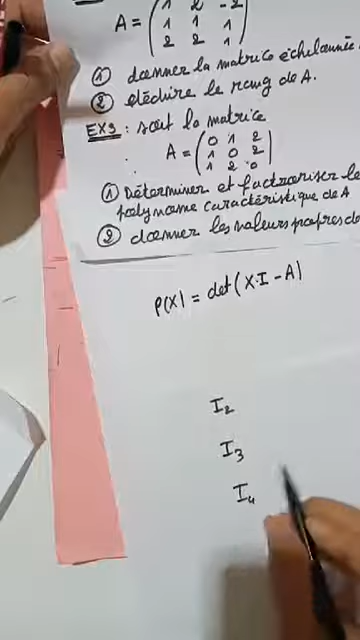 A = ( 1 2 -2
1 1 1
2 2 1 )
① donner la matrice échelonnée
② déduire le rang de A.
EX3 : soit la matrice
A = ( 0 1 2
1 0 2
1 2 0 )
① Déterminer et factoriser le
polynome caractéristique de A
② donner les valeurs propres de
P(X) = det(X·I - A)
I₂
I₃
I₄